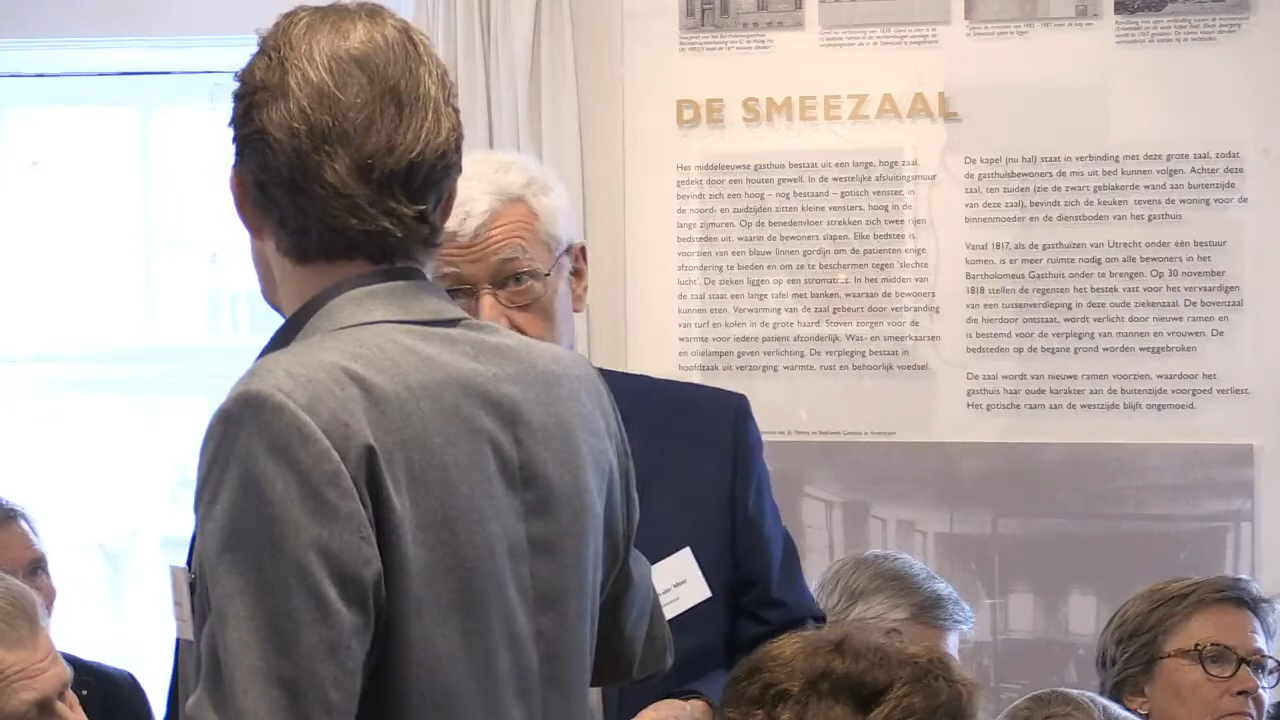 DE SMEEZAAL
Het middeleeuwse gasthuis bestaat uit een lange, hoge zaal,
gedekt door een houten gewelf. In de westelijke afsluitingsmuur
bevindt zich een hoog – nog bestaand – gotisch venster, in
de noord- en zuidzijden zitten kleine vensters, hoog in de
lange zijmuren. Op de benedenvloer strekken zich twee rijen
bedsteden uit, waarin de bewoners slapen. Elke bedstee is
voorzien van een blauw linnen gordijn om de patiënten enige
afzondering te bieden en om ze te beschermen tegen 'slechte
lucht'. De zieken liggen op een stromatras. In het midden van
de zaal staat een lange tafel met banken, waaraan de bewoners
kunnen eten. Verwarming van de zaal gebeurt door verbranding
van turf en kolen in de grote haard. Stoven zorgen voor de
warmte voor iedere patient afzonderlijk. Was- en smeerkaarsen
en olielampen geven verlichting. De verpleging bestaat in
hoofdzaak uit verzorging: warmte, rust en behoorlijk voedsel.
De kapel (nu hal) staat in verbinding met deze grote zaal, zodat
de gasthuisbewoners de mis uit bed kunnen volgen. Achter deze
zaal, ten zuiden (zie de zwart geblakerde wand aan buitenzijde
van deze zaal), bevindt zich de keuken tevens de woning voor de
binnenmoeder en de dienstboden van het gasthuis
Vanaf 1817, als de gasthuizen van Utrecht onder één bestuur
komen, is er meer ruimte nodig om alle bewoners in het
Bartholomeus Gasthuis onder te brengen. Op 30 november
1818 stellen de regenten het bestek vast voor het vervaardigen
van een tussenverdieping in deze oude ziekenzaal. De bovenzaal
die hierdoor ontstaat, wordt verlicht door nieuwe ramen en
is bestemd voor de verpleging van mannen en vrouwen. De
bedsteden op de begane grond worden weggebroken
De zaal wordt van nieuwe ramen voorzien, waardoor het
gasthuis haar oude karakter aan de buitenzijde voorgoed verliest.
Het gotische raam aan de westzijde blijft ongemoeid.
der Meer